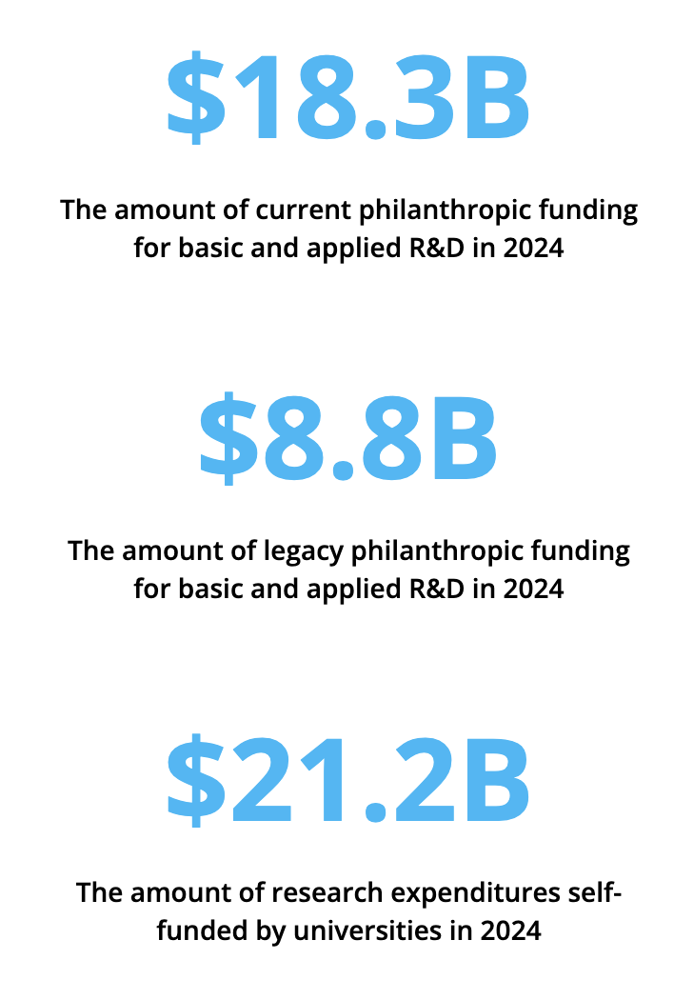 $18.3B
The amount of current philanthropic funding
for basic and applied R&D in 2024
$8.8B
The amount of legacy philanthropic funding
for basic and applied R&D in 2024
$21.2B
The amount of research expenditures self-
funded by universities in 2024